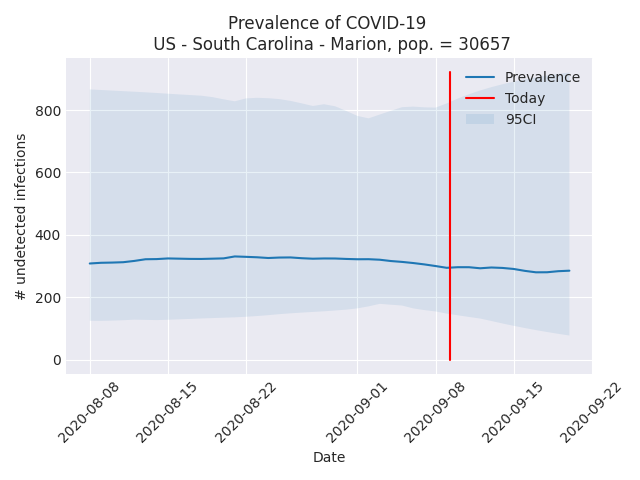 Prevalence of COVID-19
US - South Carolina - Marion, pop. = 30657
Prevalence
Today
95CI
# undetected infections
800
600
400
200
0
2020-08-08
2020-08-15
2020-08-22
2020-09-01
2020-09-08
2020-09-15
2020-09-22
Date